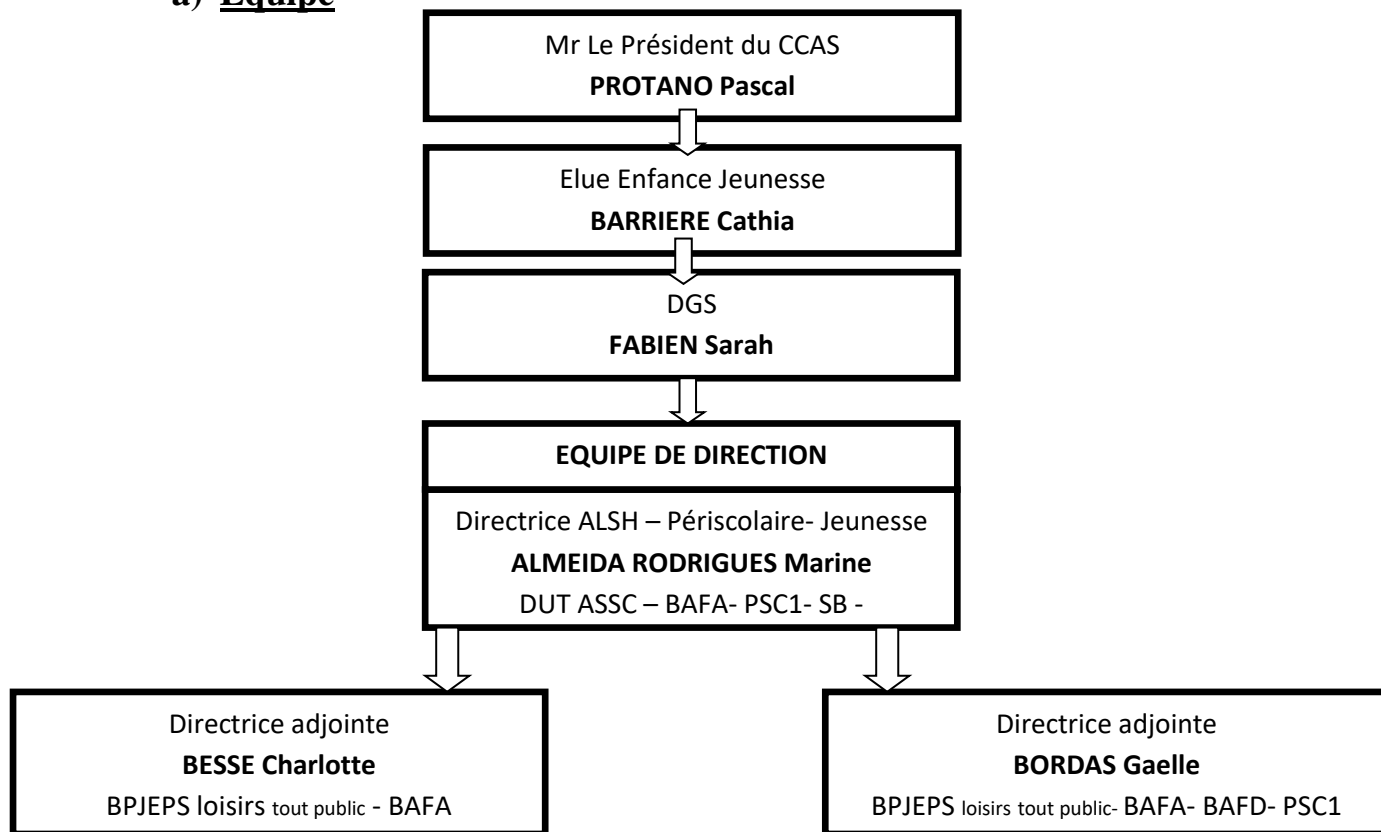 a) Equipe
Mr Le Président du CCAS
PROTANO Pascal
Elue Enfance Jeunesse
BARRIERE Cathia
DGS
FABIEN Sarah
EQUIPE DE DIRECTION
Directrice ALSH – Périscolaire- Jeunesse
ALMEIDA RODRIGUES Marine
DUT ASSC – BAFA- PSC1- SB -
Directrice adjointe
BESSE Charlotte
BPJEPS loisirs tout public - BAFA
Directrice adjointe
BORDAS Gaelle
BPJEPS loisirs tout public- BAFA- BAFD- PSC1